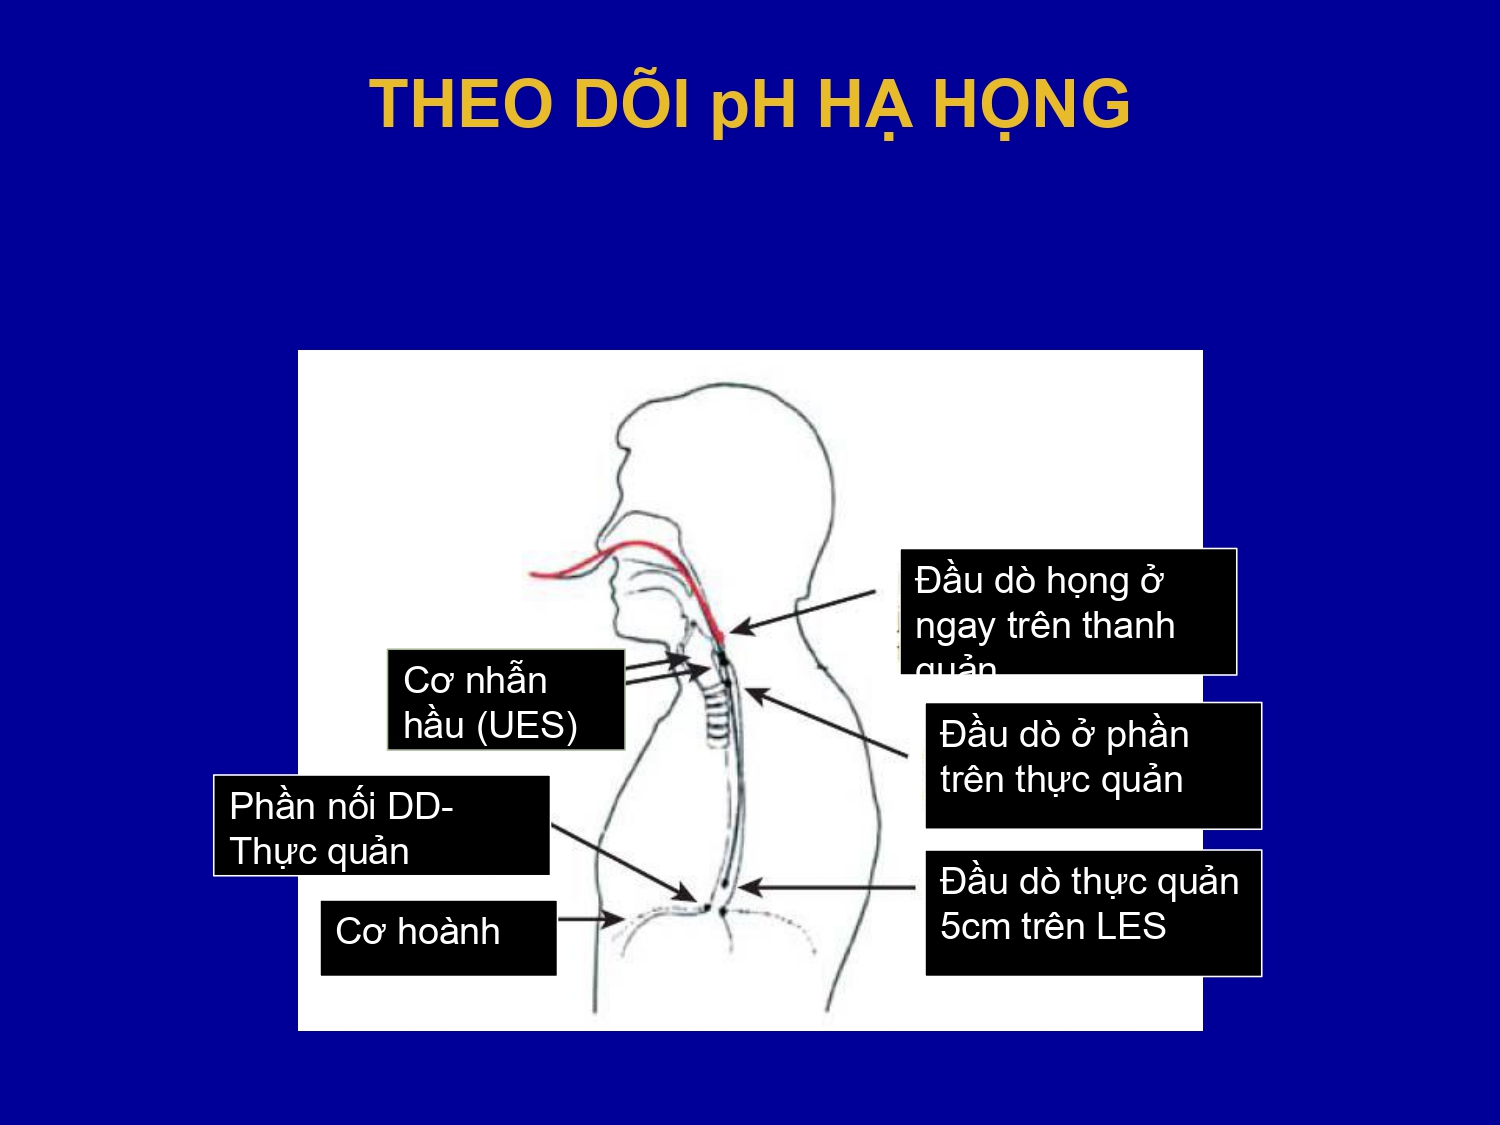 THEO DÕI pH HẠ HỌNG
Đầu dò họng ở
ngay trên thanh
quản
Cơ nhẫn
hầu (UES)
Đầu dò ở phần
trên thực quản
Phần nối DD-
Thực quản
Đầu dò thực quản
5cm trên LES
Cơ hoành